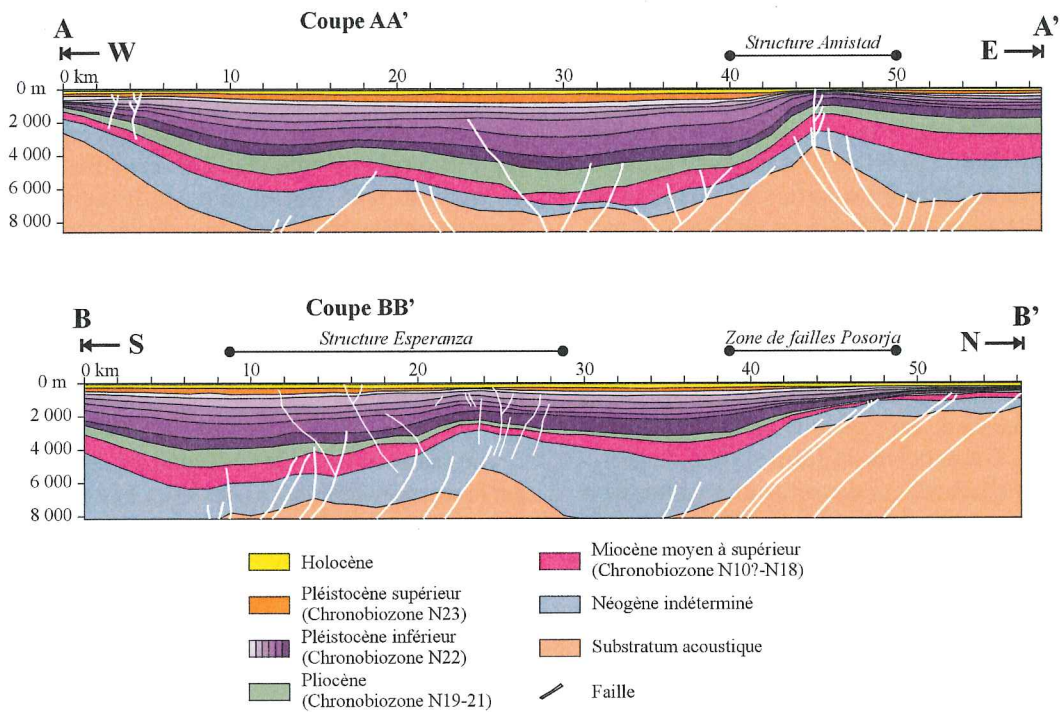 Coupe AA'
A
A'
W
Structure Amistad
E
0 km
10
20
30
40
50
0 m
2 000
4 000
6 000
8 000
Coupe BB'
B
B'
S
Structure Esperanza
Zone de failles Posorja
N
0 km
10
20
30
40
50
0 m
2 000
4 000
6 000
8 000
Holocène
Pléistocène supérieur
(Chronobiozone N23)
Pléistocène inférieur
(Chronobiozone N22)
Pliocène
(Chronobiozone N19-21)
Miocène moyen à supérieur
(Chronobiozone N10?-N18)
Néogène indéterminé
Substratum acoustique
Faille